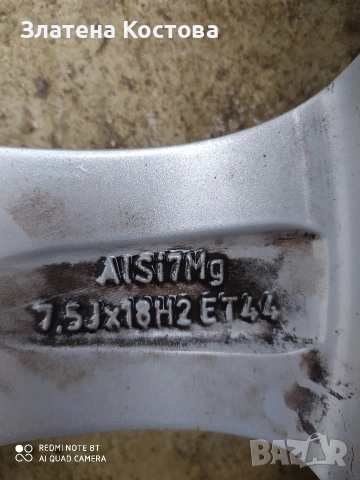 Златена Костова
AlSi7Mg
7.5Jx18H2 ET44
REDMI NOTE 8T
AI QUAD CAMERA
BAZAR